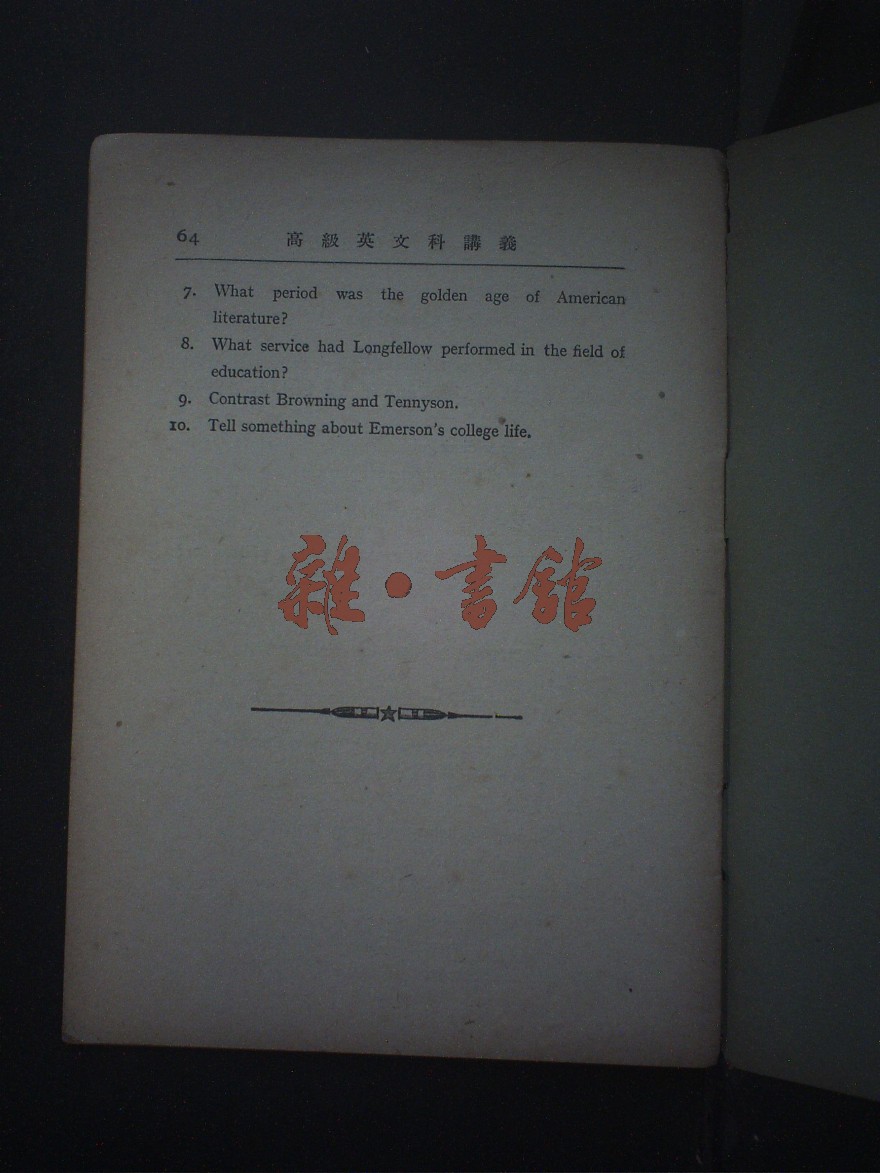 64 高級英文科講義
7. What period was the golden age of American
literature?
8. What service had Longfellow performed in the field of
education?
9. Contrast Browning and Tennyson.
10. Tell something about Emerson's college life.
雜·書館